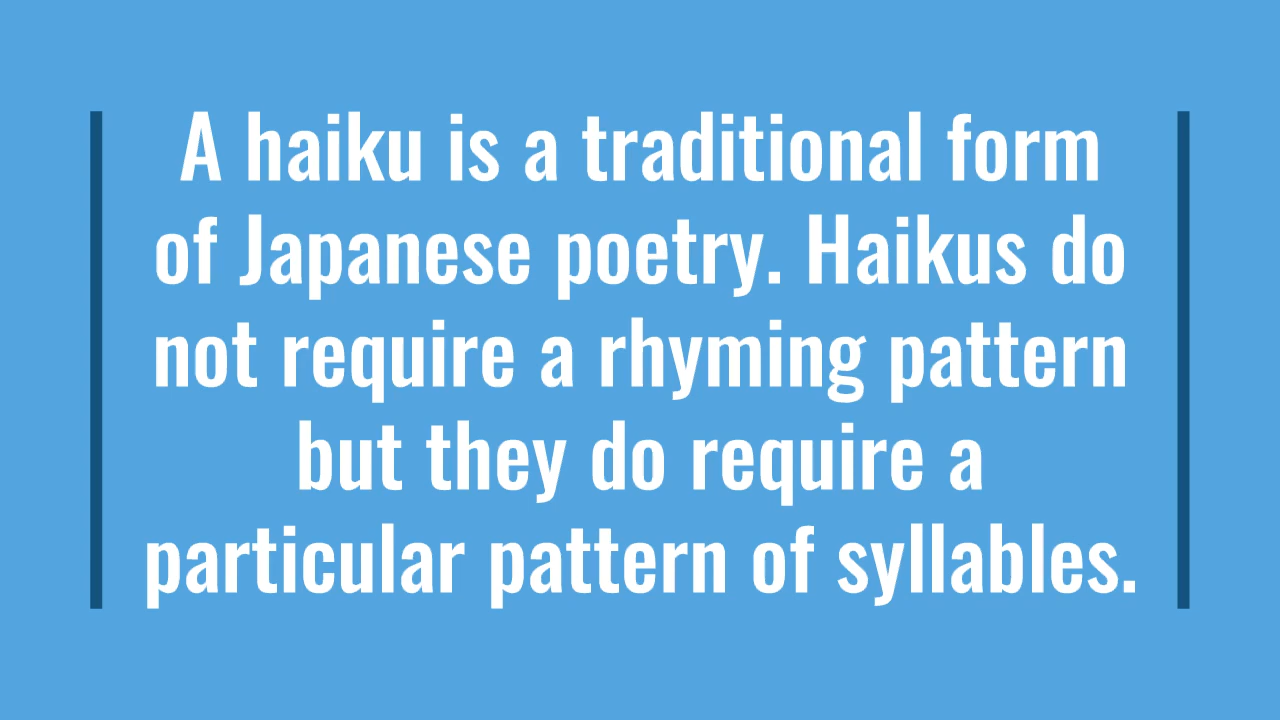 A haiku is a traditional form
of Japanese poetry. Haikus do
not require a rhyming pattern
but they do require a
particular pattern of syllables.